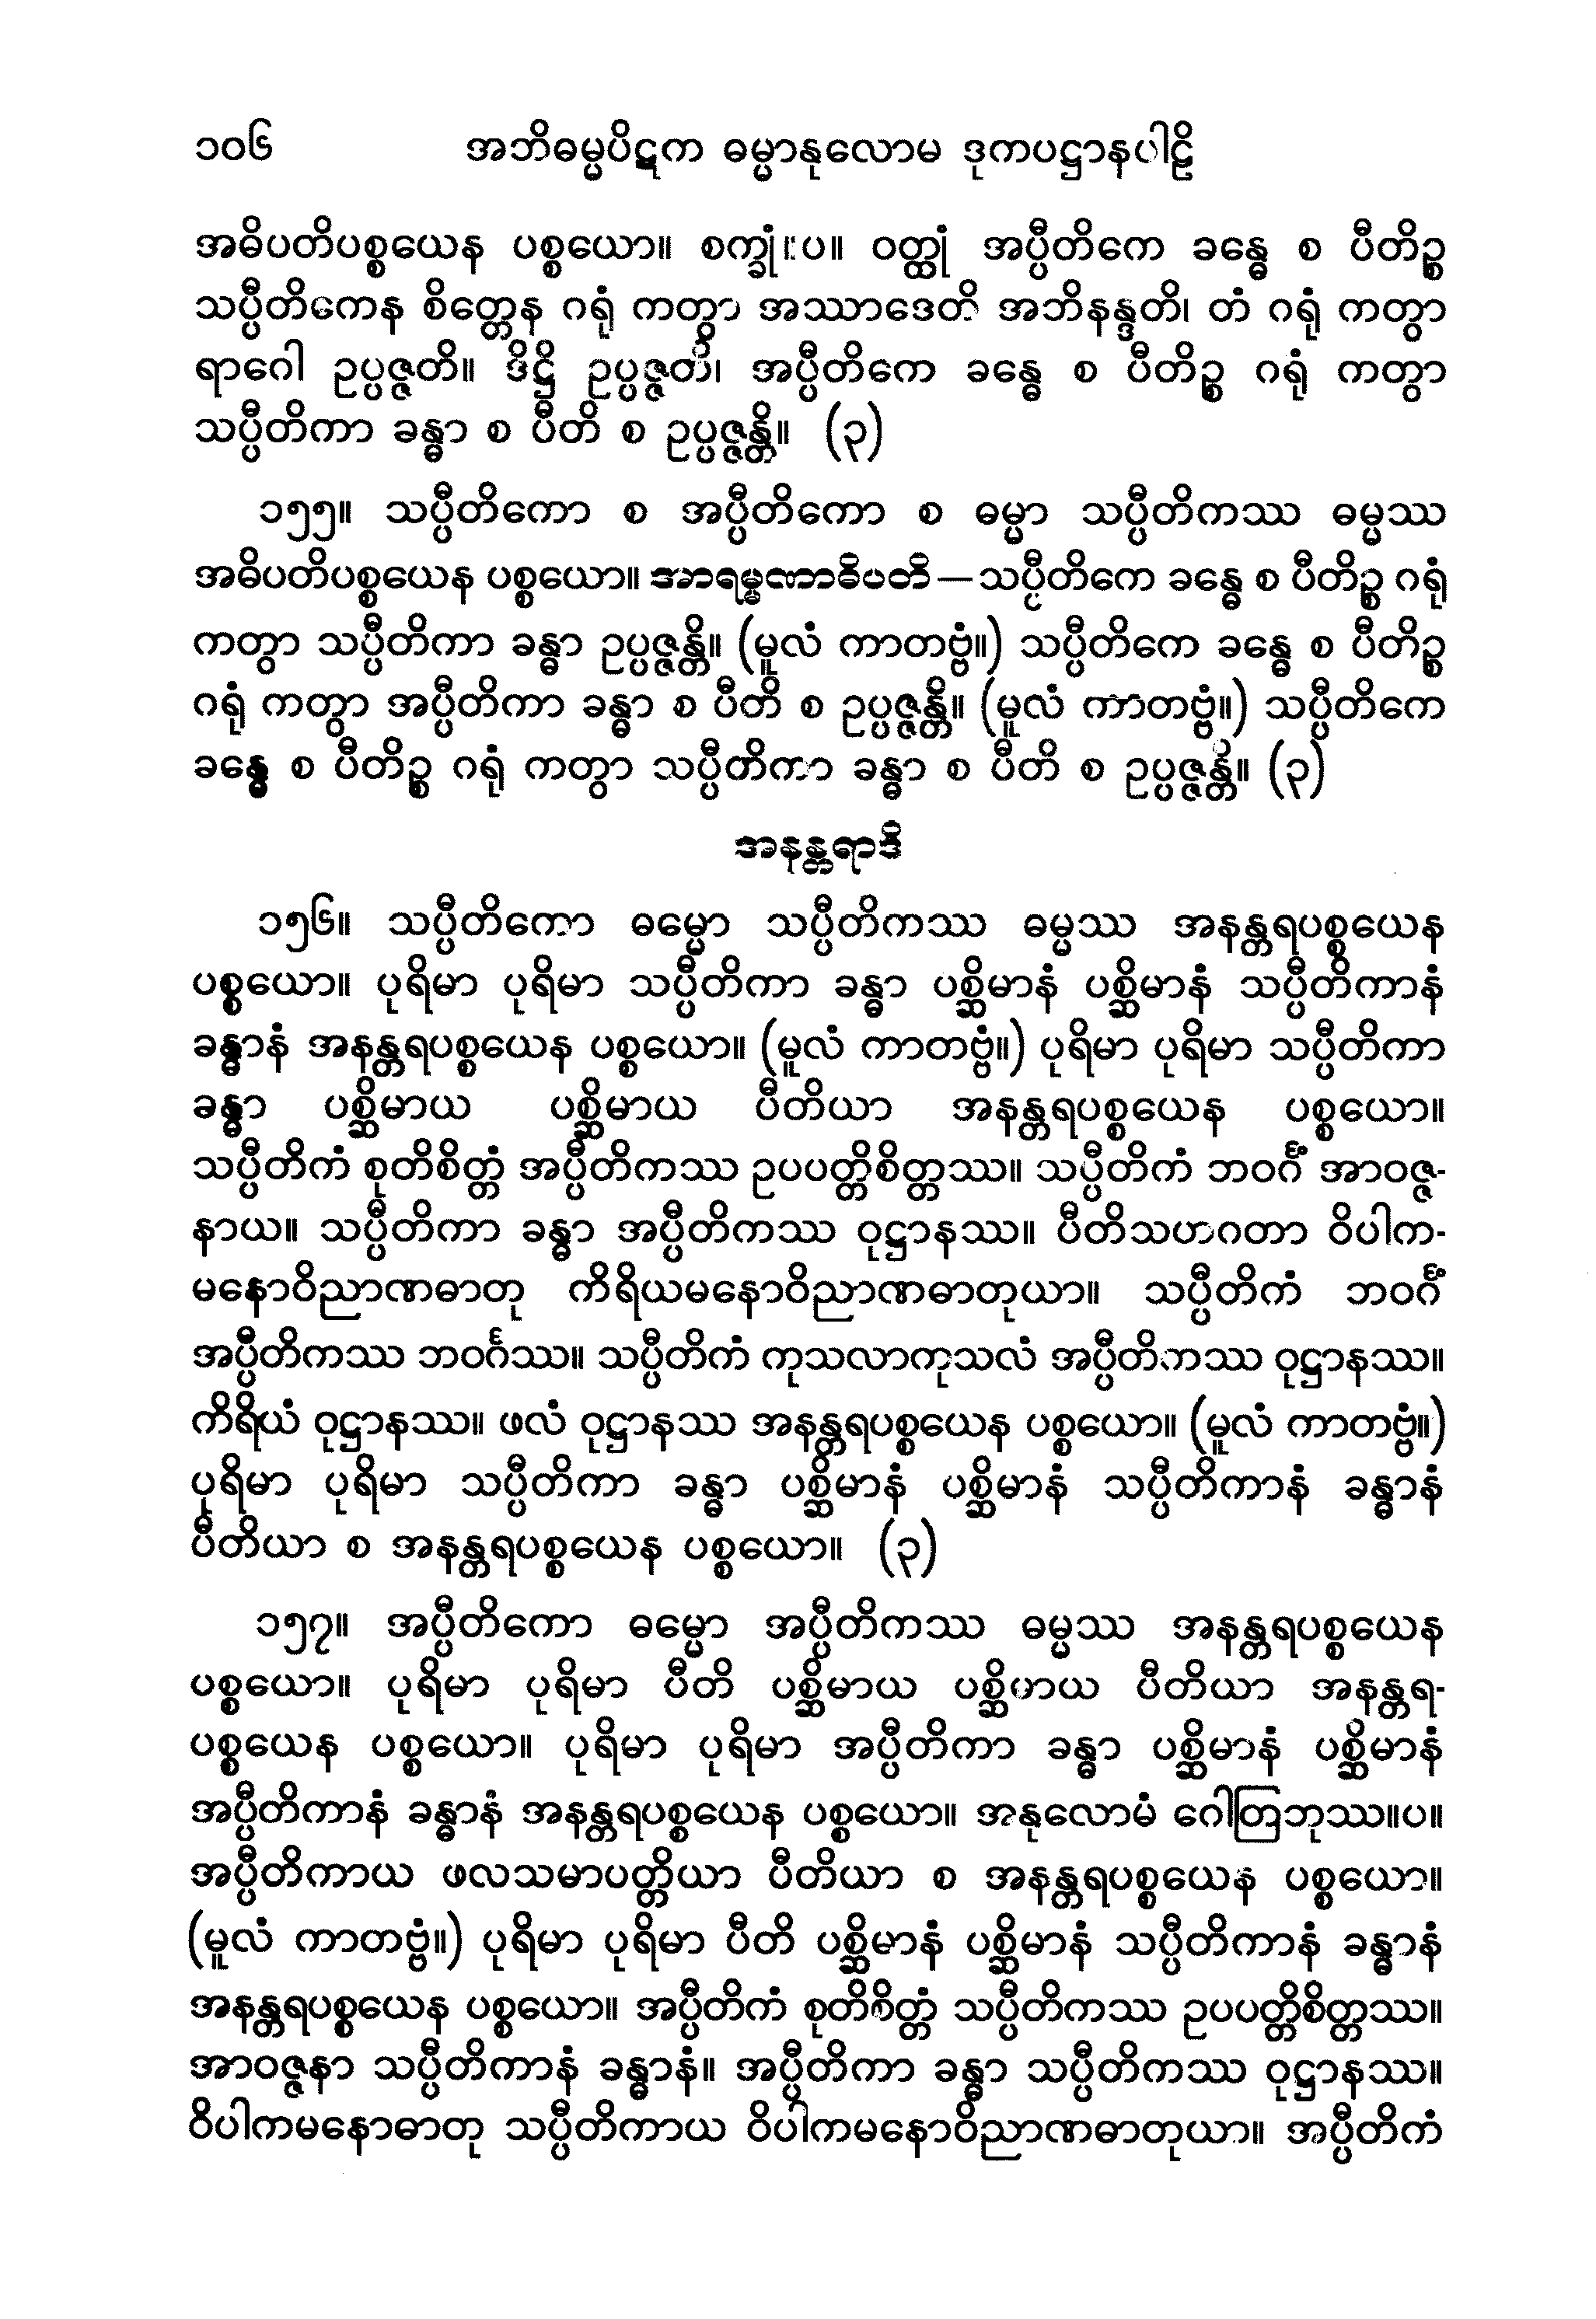 ၁၀၆ အဘိဓမ္မပိဋက ဓမ္မာနုလောမ ဒုကပဋ္ဌာနပါဠိ
အဓိပတိပစ္စယေန ပစ္စယော။ စက္ခုံ။ပ။ ဝတ္ထုံ အပ္ပီတိကေ ခန္ဓေ စ ပီတိဉ္စ
သပ္ပီတိကေန စိတ္တေန ဂရုံ ကတွာ အဿာဒေတိ အဘိနန္ဒတိ၊ တံ ဂရုံ ကတွာ
ရာဂေါ ဥပ္ပဇ္ဇတိ။ ဒိဋ္ဌိ ဥပ္ပဇ္ဇတိ၊ အပ္ပီတိကေ ခန္ဓေ စ ပီတိဉ္စ ဂရုံ ကတွာ
သပ္ပီတိကာ ခန္ဓာ စ ပီတိ စ ဥပ္ပဇ္ဇန္တိ။ (၃)
၁၅၅။ သပ္ပီတိကော စ အပ္ပီတိကော စ ဓမ္မာ သပ္ပီတိကဿ ဓမ္မဿ
အဓိပတိပစ္စယေန ပစ္စယော။ အာရမ္မဏာဓိပတိ—သပ္ပီတိကေ ခန္ဓေ စ ပီတိဉ္စ ဂရုံ
ကတွာ သပ္ပီတိကာ ခန္ဓာ ဥပ္ပဇ္ဇန္တိ။ (မူလံ ကာတဗ္ဗံ။) သပ္ပီတိကေ ခန္ဓေ စ ပီတိဉ္စ
ဂရုံ ကတွာ အပ္ပီတိကာ ခန္ဓာ စ ပီတိ စ ဥပ္ပဇ္ဇန္တိ။ (မူလံ ကာတဗ္ဗံ။) သပ္ပီတိကေ
ခန္ဓေ စ ပီတိဉ္စ ဂရုံ ကတွာ သပ္ပီတိကာ ခန္ဓာ စ ပီတိ စ ဥပ္ပဇ္ဇန္တိ။ (၃)
အနန္တရာဒိ
၁၅၆။ သပ္ပီတိကော ဓမ္မော သပ္ပီတိကဿ ဓမ္မဿ အနန္တရပစ္စယေန
ပစ္စယော။ ပုရိမာ ပုရိမာ သပ္ပီတိကာ ခန္ဓာ ပစ္ဆိမာနံ ပစ္ဆိမာနံ သပ္ပီတိကာနံ
ခန္ဓာနံ အနန္တရပစ္စယေန ပစ္စယော။ (မူလံ ကာတဗ္ဗံ။) ပုရိမာ ပုရိမာ သပ္ပီတိကာ
ခန္ဓာ ပစ္ဆိမာယ ပစ္ဆိမာယ ပီတိယာ အနန္တရပစ္စယေန ပစ္စယော။
သပ္ပီတိကံ စုတိစိတ္တံ အပ္ပီတိကဿ ဥပပတ္တိစိတ္တဿ။ သပ္ပီတိကံ ဘဝင်္ဂံ အာဝဇ္ဇ-
နာယ။ သပ္ပီတိကာ ခန္ဓာ အပ္ပီတိကဿ ဝုဋ္ဌာနဿ။ ပီတိသဟဂတာ ဝိပါက-
မနောဝိညာဏဓာတု ကိရိယမနောဝိညာဏဓာတုယာ။ သပ္ပီတိကံ ဘဝင်္ဂံ
အပ္ပီတိကဿ ဘဝင်္ဂဿ။ သပ္ပီတိကံ ကုသလာကုသလံ အပ္ပီတိကဿ ဝုဋ္ဌာနဿ။
ကိရိယံ ဝုဋ္ဌာနဿ။ ဖလံ ဝုဋ္ဌာနဿ အနန္တရပစ္စယေန ပစ္စယော။ (မူလံ ကာတဗ္ဗံ။)
ပုရိမာ ပုရိမာ သပ္ပီတိကာ ခန္ဓာ ပစ္ဆိမာနံ ပစ္ဆိမာနံ သပ္ပီတိကာနံ ခန္ဓာနံ
ပီတိယာ စ အနန္တရပစ္စယေန ပစ္စယော။ (၃)
၁၅၇။ အပ္ပီတိကော ဓမ္မော အပ္ပီတိကဿ ဓမ္မဿ အနန္တရပစ္စယေန
ပစ္စယော။ ပုရိမာ ပုရိမာ ပီတိ ပစ္ဆိမာယ ပစ္ဆိမာယ ပီတိယာ အနန္တရ-
ပစ္စယေန ပစ္စယော။ ပုရိမာ ပုရိမာ အပ္ပီတိကာ ခန္ဓာ ပစ္ဆိမာနံ ပစ္ဆိမာနံ
အပ္ပီတိကာနံ ခန္ဓာနံ အနန္တရပစ္စယေန ပစ္စယော။ အနုလောမံ ဂေါတြဘုဿ။ပ။
အပ္ပီတိကာယ ဖလသမာပတ္တိယာ ပီတိယာ စ အနန္တရပစ္စယေန ပစ္စယော။
(မူလံ ကာတဗ္ဗံ။) ပုရိမာ ပုရိမာ ပီတိ ပစ္ဆိမာနံ ပစ္ဆိမာနံ သပ္ပီတိကာနံ ခန္ဓာနံ
အနန္တရပစ္စယေန ပစ္စယော။ အပ္ပီတိကံ စုတိစိတ္တံ သပ္ပီတိကဿ ဥပပတ္တိစိတ္တဿ။
အာဝဇ္ဇနာ သပ္ပီတိကာနံ ခန္ဓာနံ။ အပ္ပီတိကာ ခန္ဓာ သပ္ပီတိကဿ ဝုဋ္ဌာနဿ။
ဝိပါကမနောဓာတု သပ္ပီတိကာယ ဝိပါကမနောဝိညာဏဓာတုယာ။ အပ္ပီတိကံ